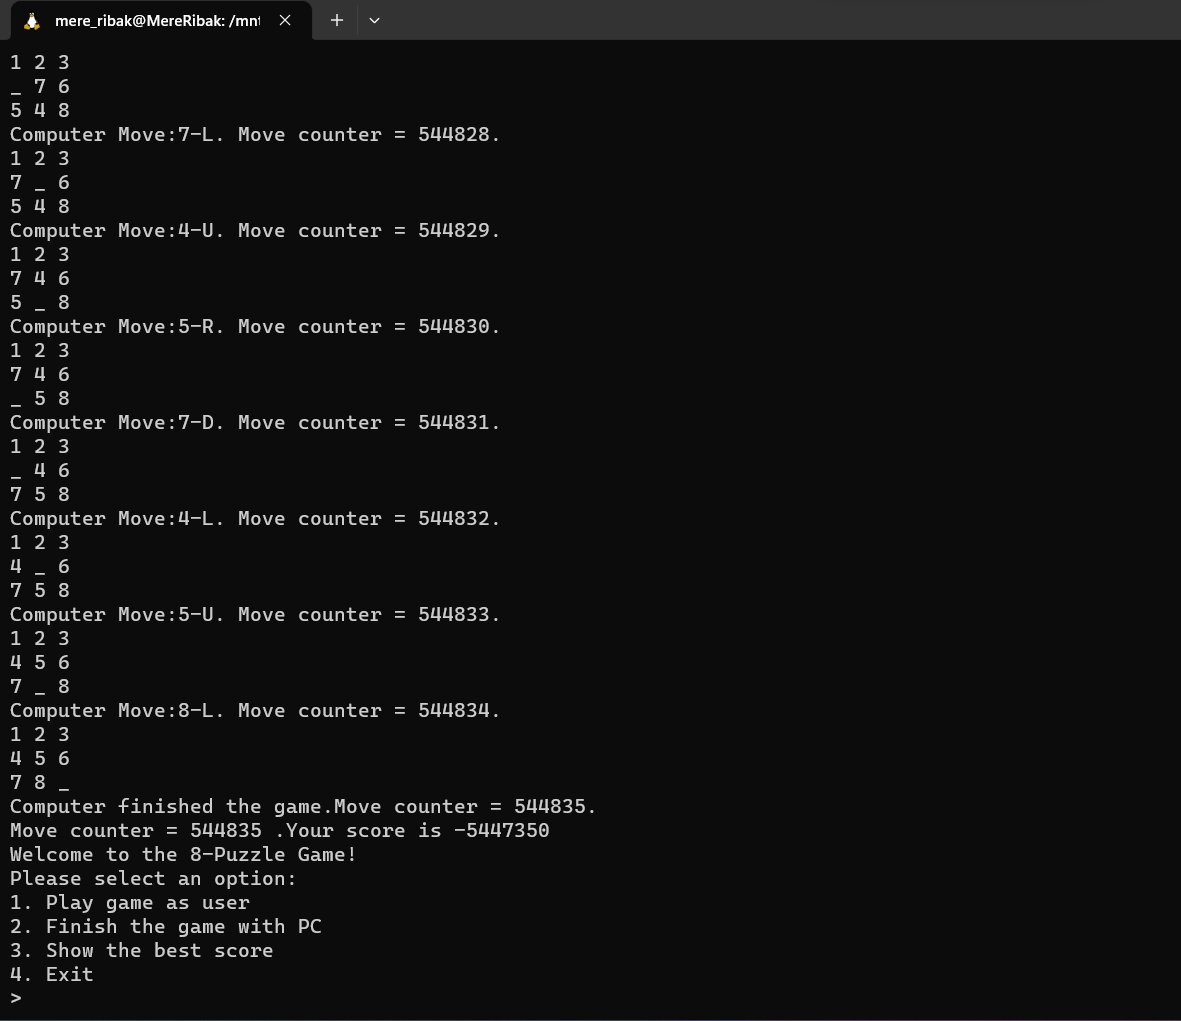 mere_ribak@MereRibak: /mnt
1 2 3
_ 7 6
5 4 8
Computer Move:7-L. Move counter = 544828.
1 2 3
7 _ 6
5 4 8
Computer Move:4-U. Move counter = 544829.
1 2 3
7 4 6
5 _ 8
Computer Move:5-R. Move counter = 544830.
1 2 3
7 4 6
_ 5 8
Computer Move:7-D. Move counter = 544831.
1 2 3
_ 4 6
7 5 8
Computer Move:4-L. Move counter = 544832.
1 2 3
4 _ 6
7 5 8
Computer Move:5-U. Move counter = 544833.
1 2 3
4 5 6
7 _ 8
Computer Move:8-L. Move counter = 544834.
1 2 3
4 5 6
7 8 _
Computer finished the game.Move counter = 544835.
Move counter = 544835 .Your score is -5447350
Welcome to the 8-Puzzle Game!
Please select an option:
1. Play game as user
2. Finish the game with PC
3. Show the best score
4. Exit
>